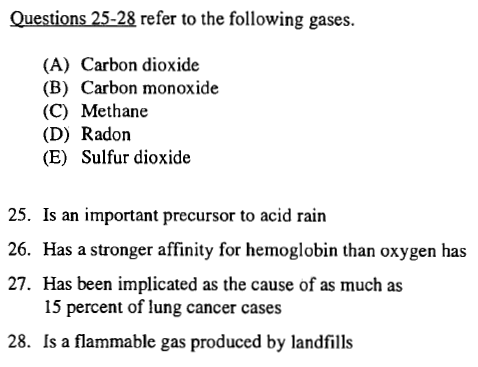 Questions 25-28 refer to the following gases.
(A) Carbon dioxide
(B) Carbon monoxide
(C) Methane
(D) Radon
(E) Sulfur dioxide
25. Is an important precursor to acid rain
26. Has a stronger affinity for hemoglobin than oxygen has
27. Has been implicated as the cause of as much as
15 percent of lung cancer cases
28. Is a flammable gas produced by landfills